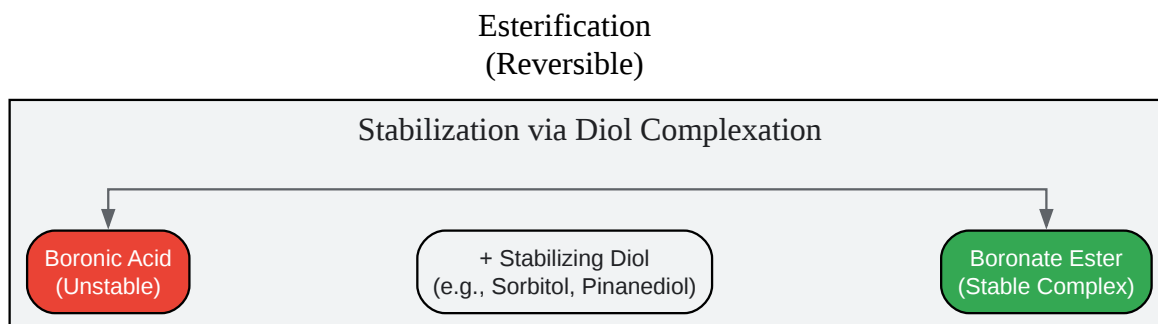 Esterification
(Reversible)
Stabilization via Diol Complexation
Boronic Acid
(Unstable)
+ Stabilizing Diol
(e.g., Sorbitol, Pinanediol)
Boronate Ester
(Stable Complex)